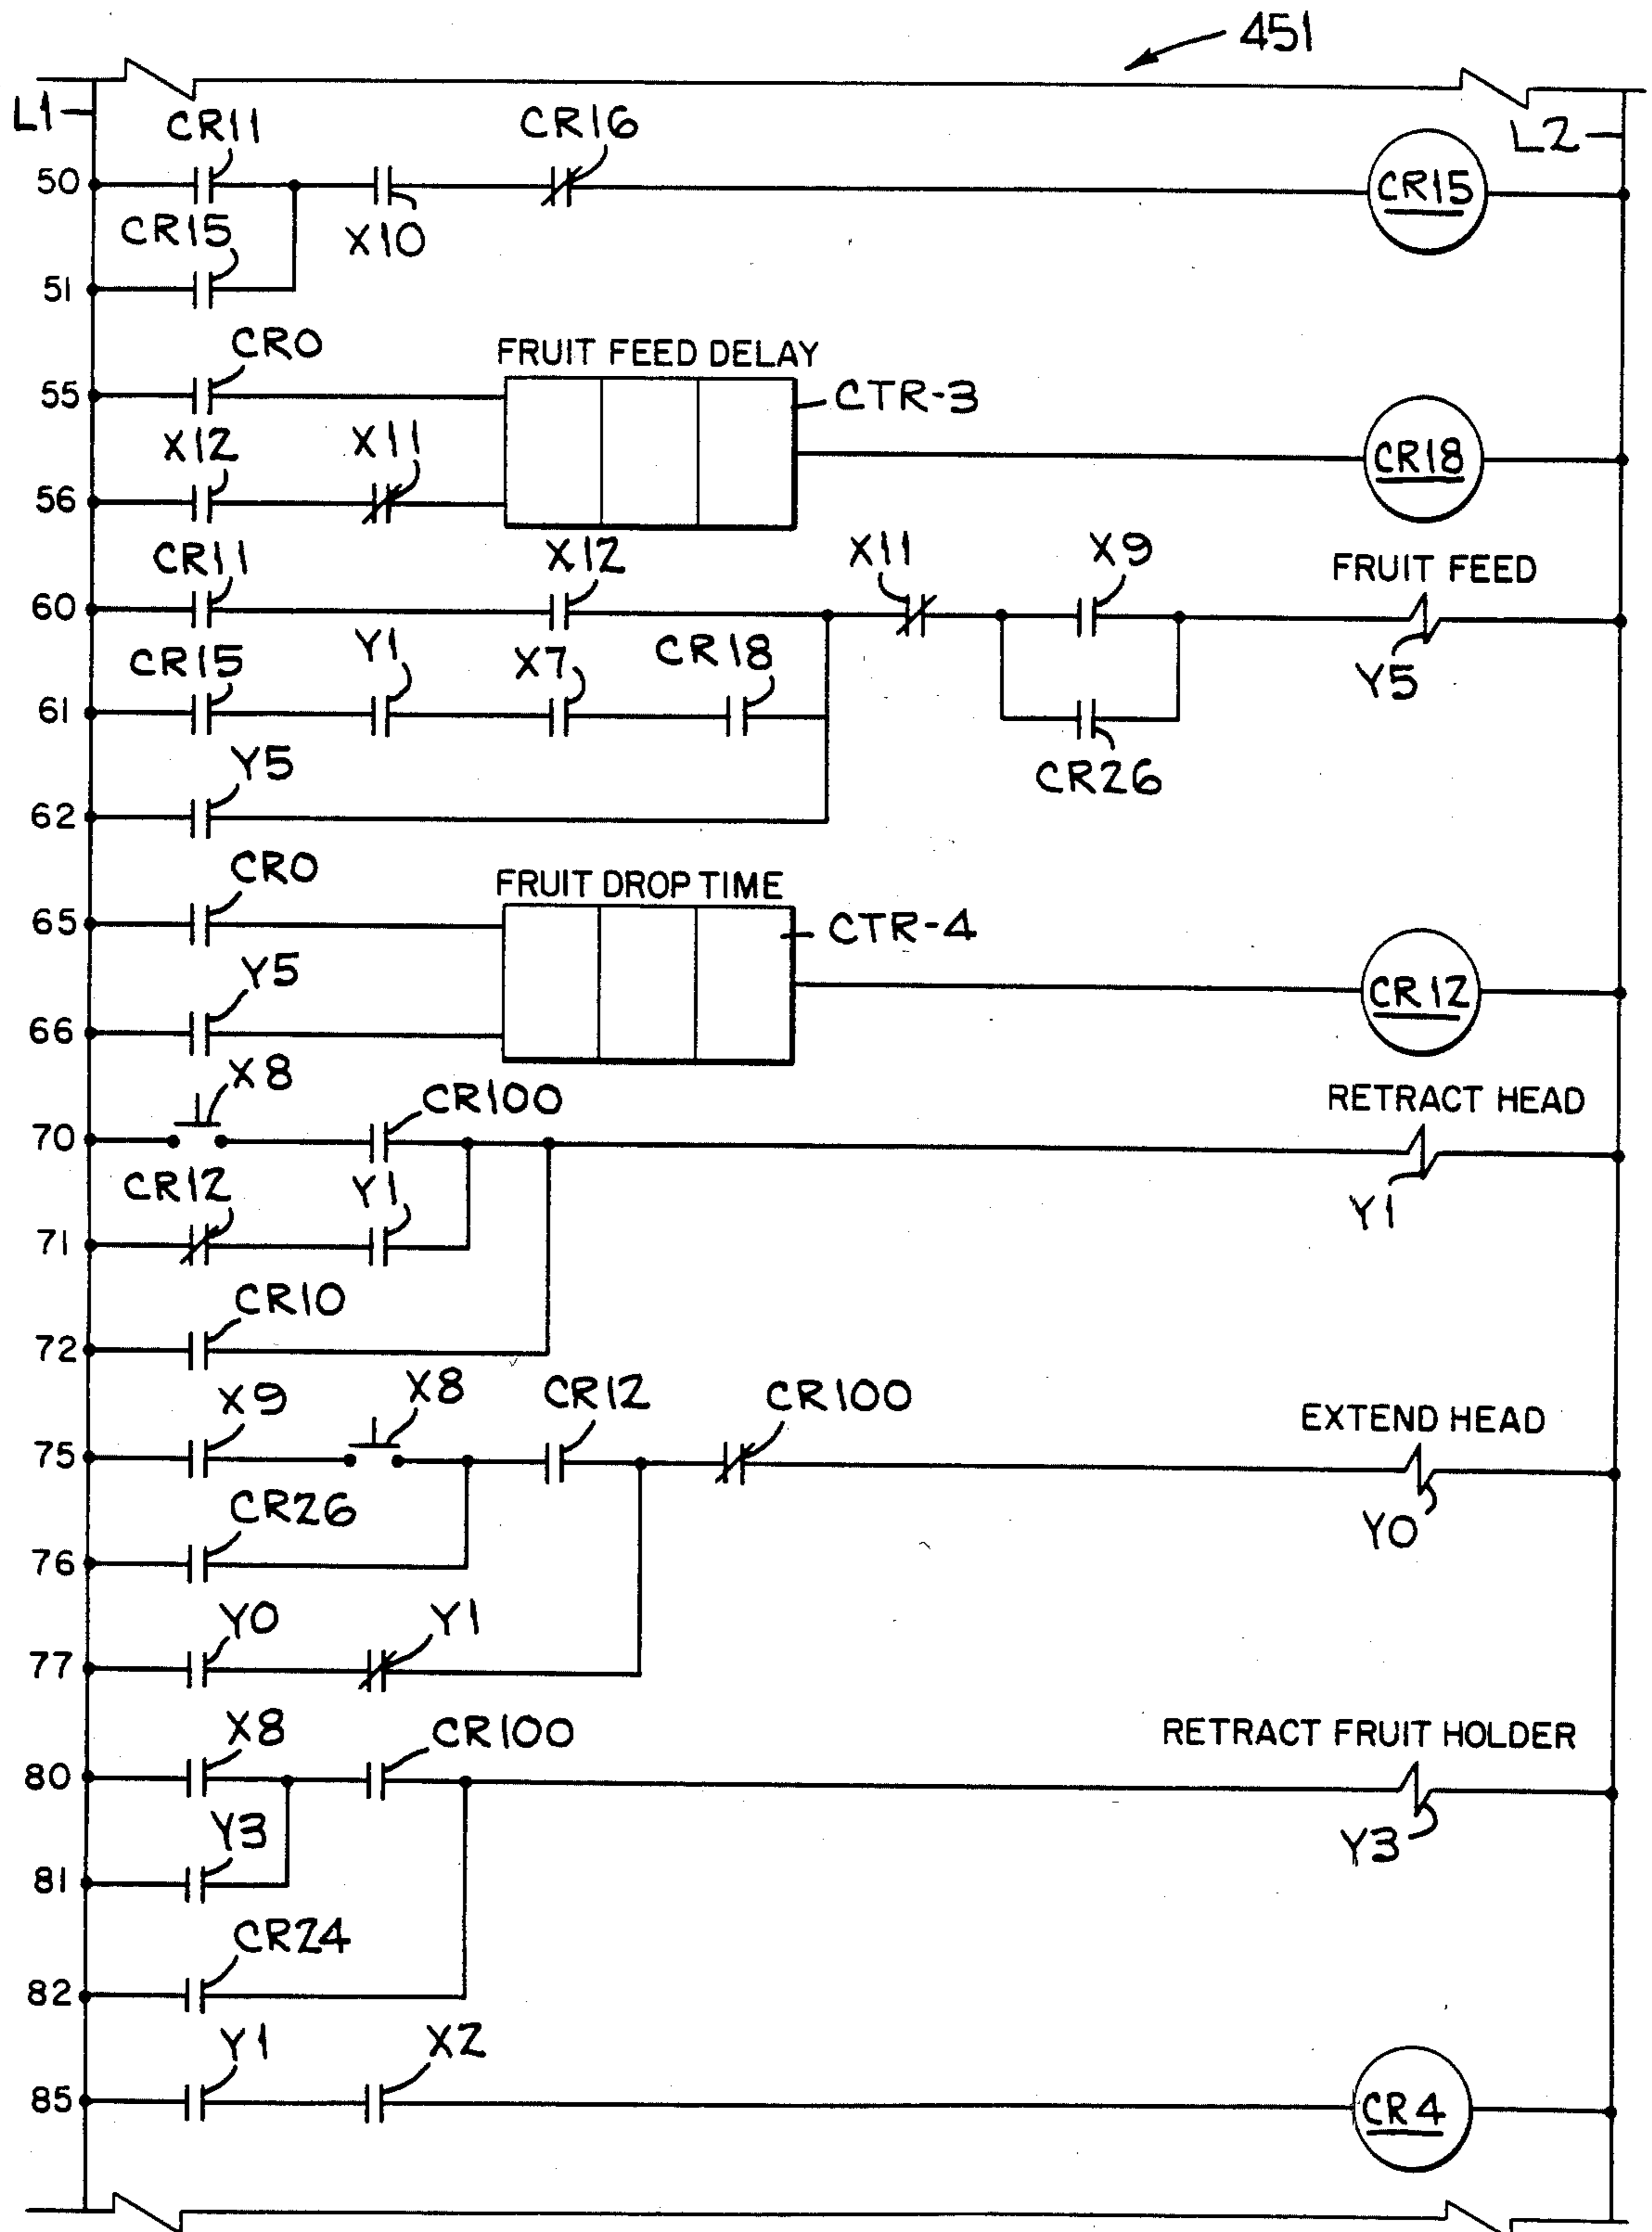 451
L1
L2
CR11
CR16
50
CR15
X10
CR15
51
CR0
FRUIT FEED DELAY
55
CTR-3
X12
X11
CR18
56
CR11
X12
X11
X9
FRUIT FEED
60
CR15
Y1
X7
CR18
Y5
61
Y5
CR26
62
CR0
FRUIT DROP TIME
65
CTR-4
Y5
CR12
66
X8
CR100
RETRACT HEAD
70
CR12
Y1
Y1
71
CR10
72
X9
X8
CR12
CR100
EXTEND HEAD
75
CR26
Y0
76
Y0
Y1
77
X8
CR100
RETRACT FRUIT HOLDER
80
Y3
Y3
81
CR24
82
Y1
X2
85
CR4